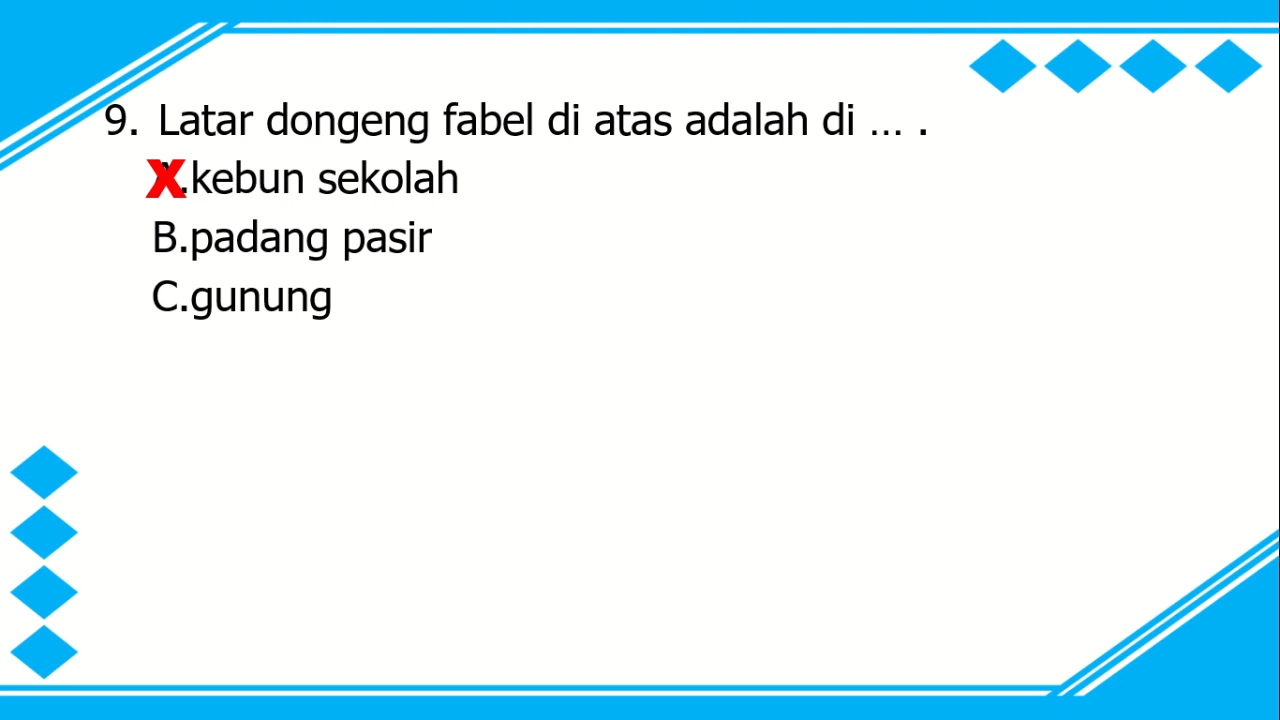 9. Latar dongeng fabel di atas adalah di ... .
X.kebun sekolah
B.padang pasir
C.gunung